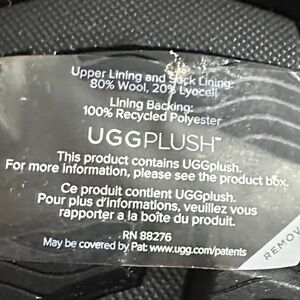 Upper Lining and Sock Lining:
80% Wool, 20% Lyocell
Lining Backing:
100% Recycled Polyester
UGGPLUSH™
This product contains UGGplush.
For more information, please see the product box.
Ce produit contient UGGplush.
Pour plus d'informations, veuillez vous
rapporter a la boîte du produit.
RN 88276
May be covered by Pat: www.ugg.com/patents
REMOV